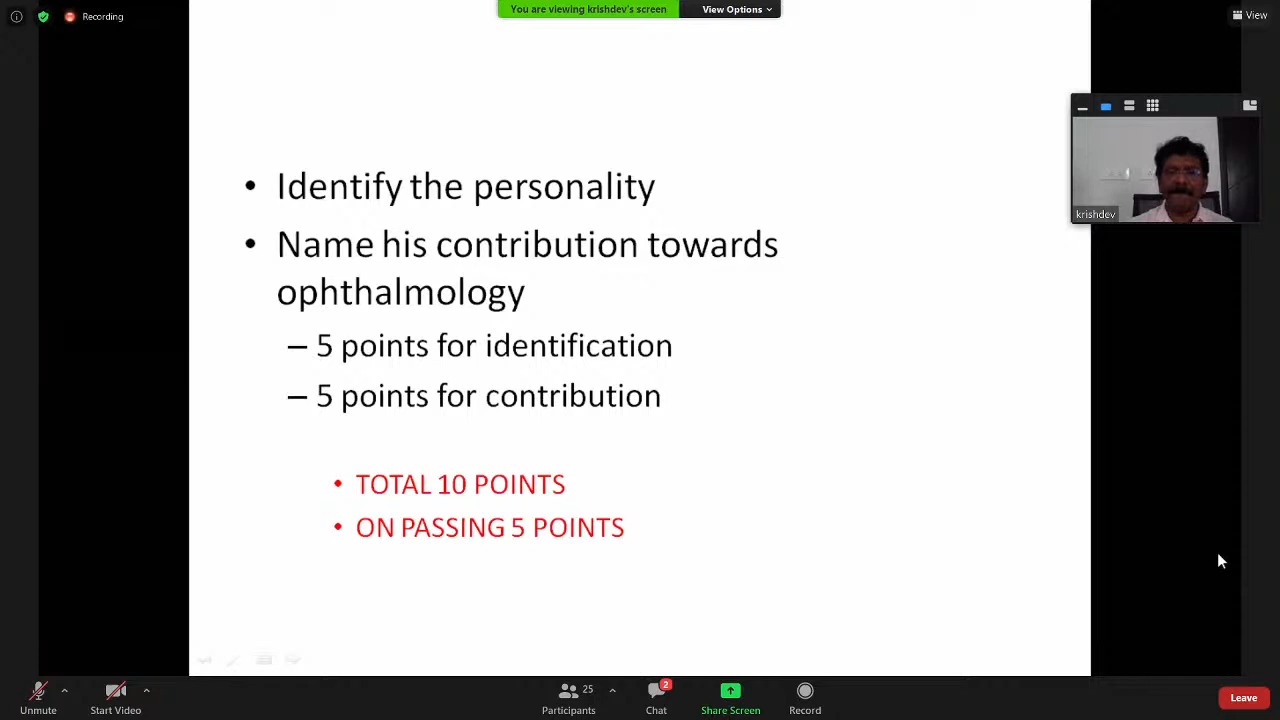 Recording
You are viewing krishdev's screen
View Options
View
• Identify the personality
• Name his contribution towards
ophthalmology
– 5 points for identification
– 5 points for contribution
• TOTAL 10 POINTS
• ON PASSING 5 POINTS
krishdev
Unmute
Start Video
25
Participants
2
Chat
Share Screen
Record
Leave